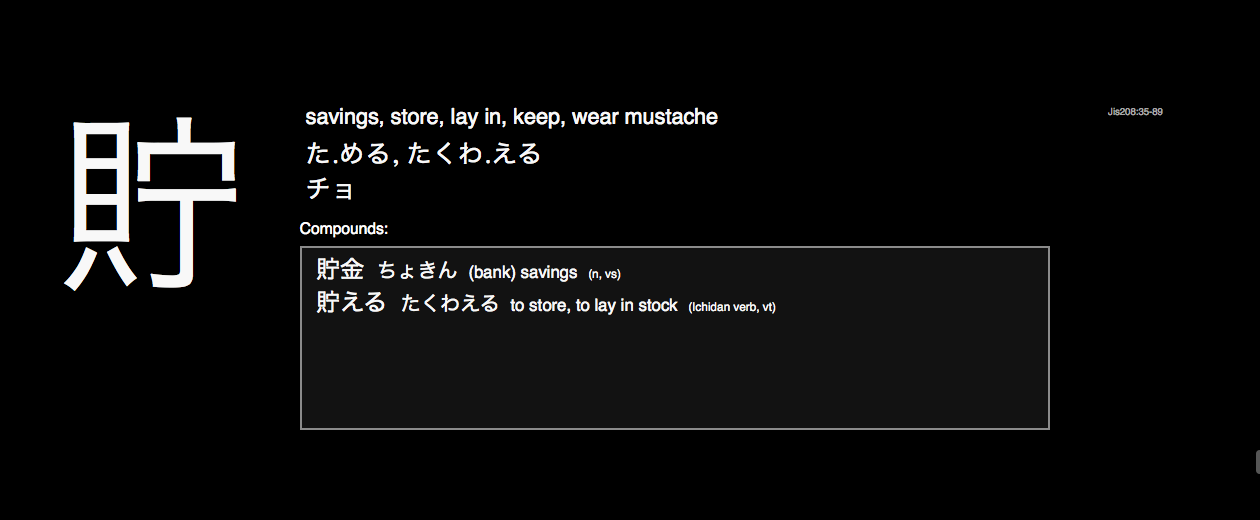 貯
savings, store, lay in, keep, wear mustache
Jis208:35-89
た.める, たくわ.える
チョ
Compounds:
貯金 ちょきん (bank) savings (n, vs)
貯える たくわえる to store, to lay in stock (Ichidan verb, vt)